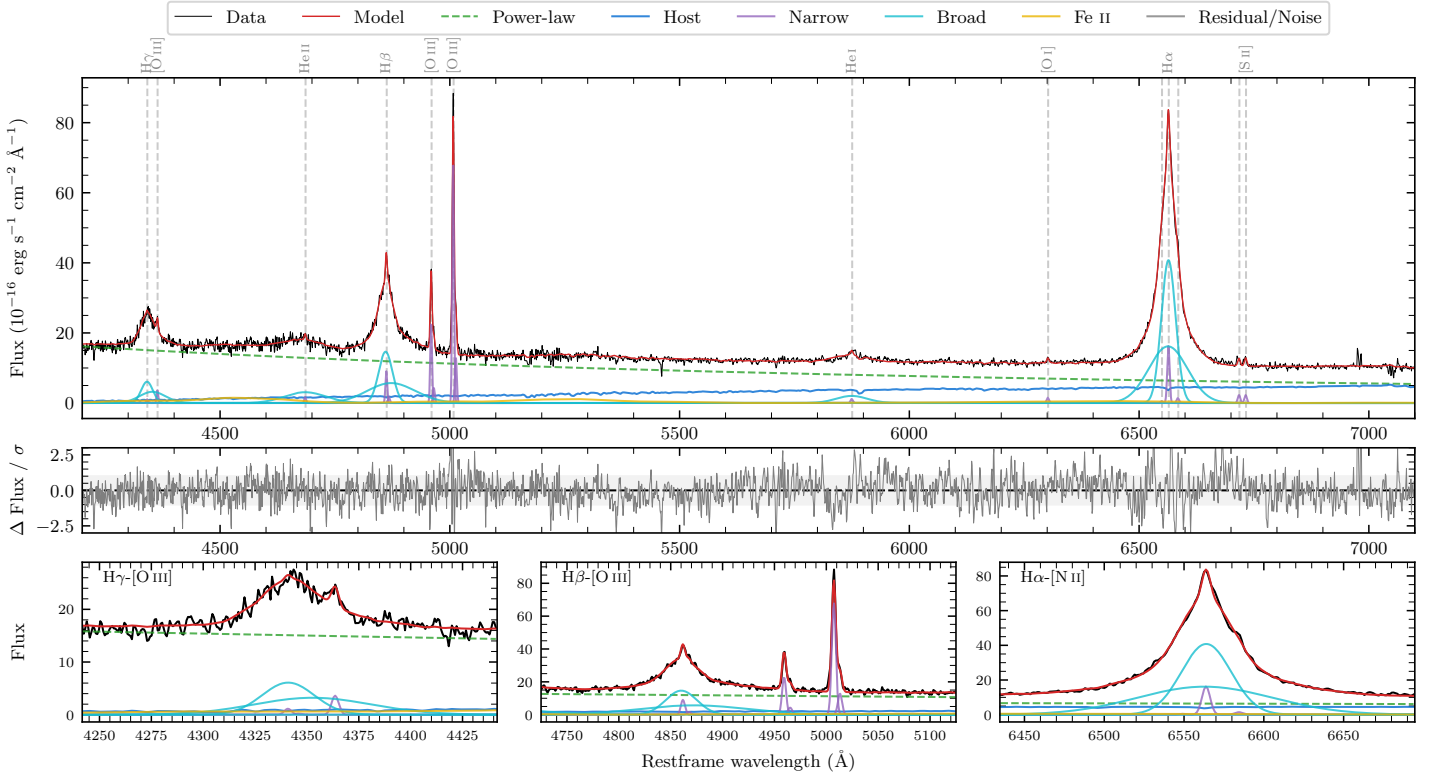 Data Model Power-law Host Narrow Broad Fe II Residual/Noise
Hγ [O III] He II Hβ [O III] [O III] He I [O I] Hα [S II]
Flux (10⁻¹⁶ erg s⁻¹ cm⁻² Å⁻¹)
80
60
40
20
0
4500 5000 5500 6000 6500 7000
Δ Flux / σ
2.5
0.0
−2.5
4500 5000 5500 6000 6500 7000
Flux
Hγ-[O III]
20
10
0
4250 4275 4300 4325 4350 4375 4400 4425
Hβ-[O III]
80
60
40
20
0
4750 4800 4850 4900 4950 5000 5050 5100
Hα-[N II]
80
60
40
20
0
6450 6500 6550 6600 6650
Restframe wavelength (Å)